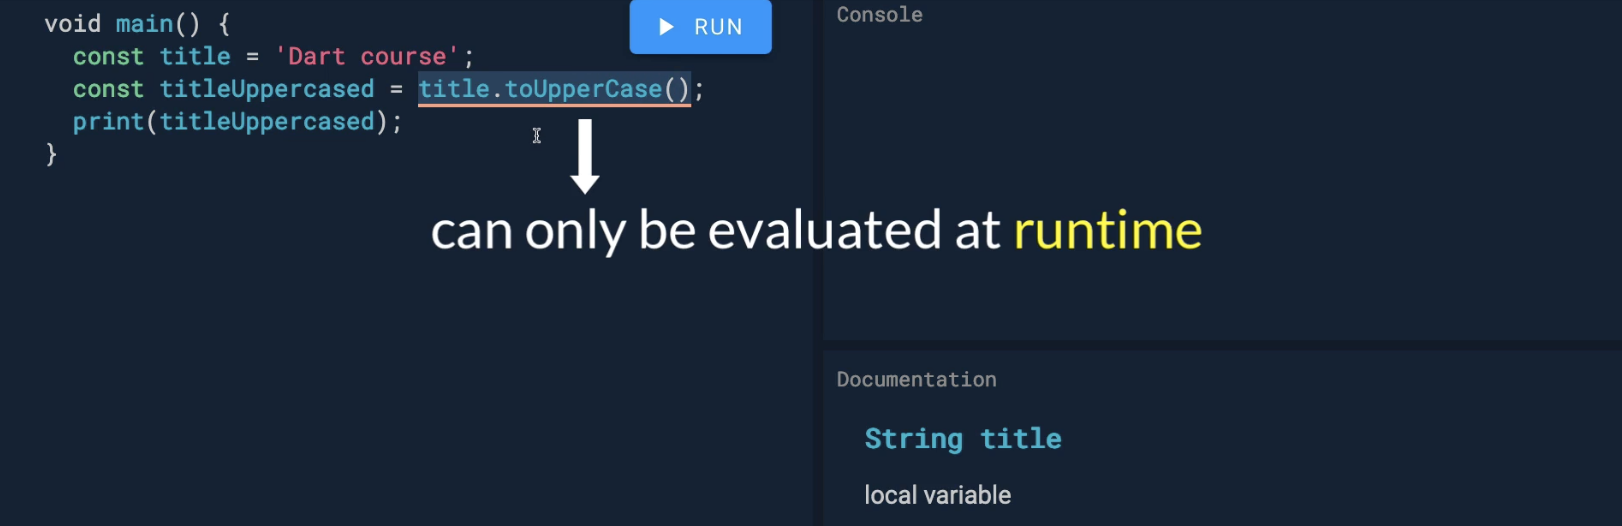 void main() {
const title = 'Dart course';
const titleUppercased = title.toUpperCase();
print(titleUppercased);
}
RUN
can only be evaluated at runtime
Console
Documentation
String title
local variable